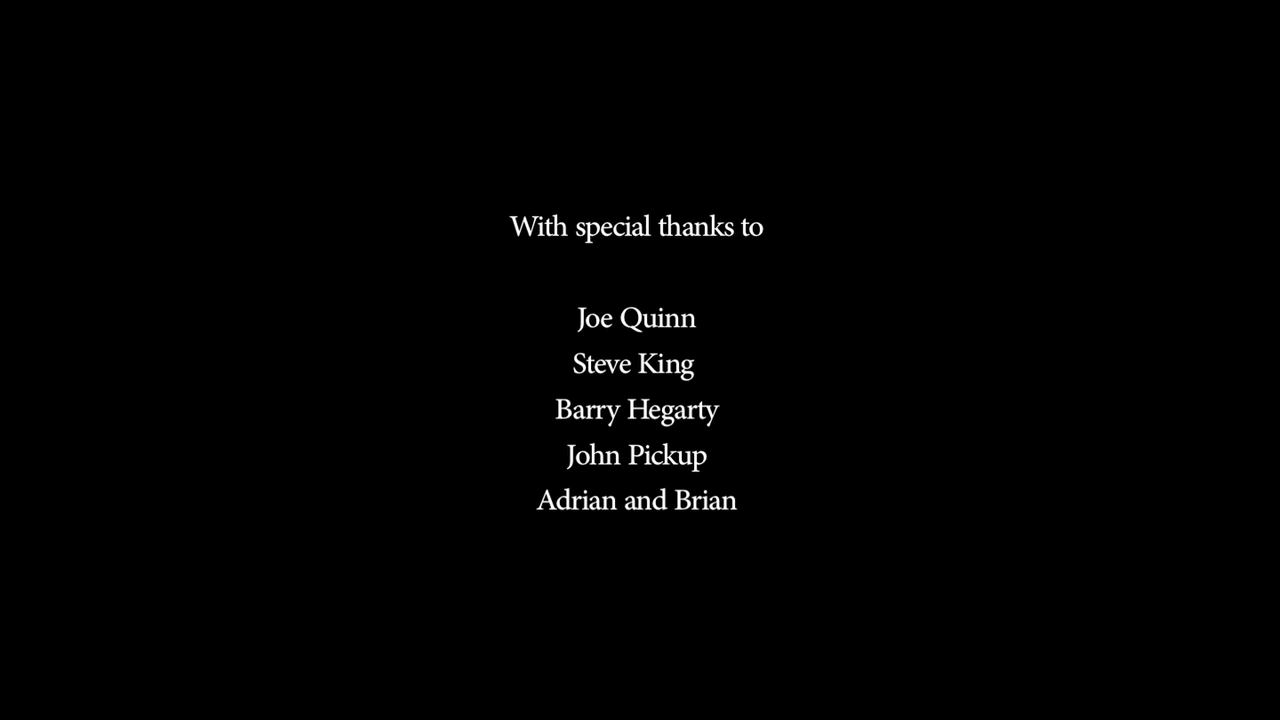 With special thanks to
Joe Quinn
Steve King
Barry Hegarty
John Pickup
Adrian and Brian